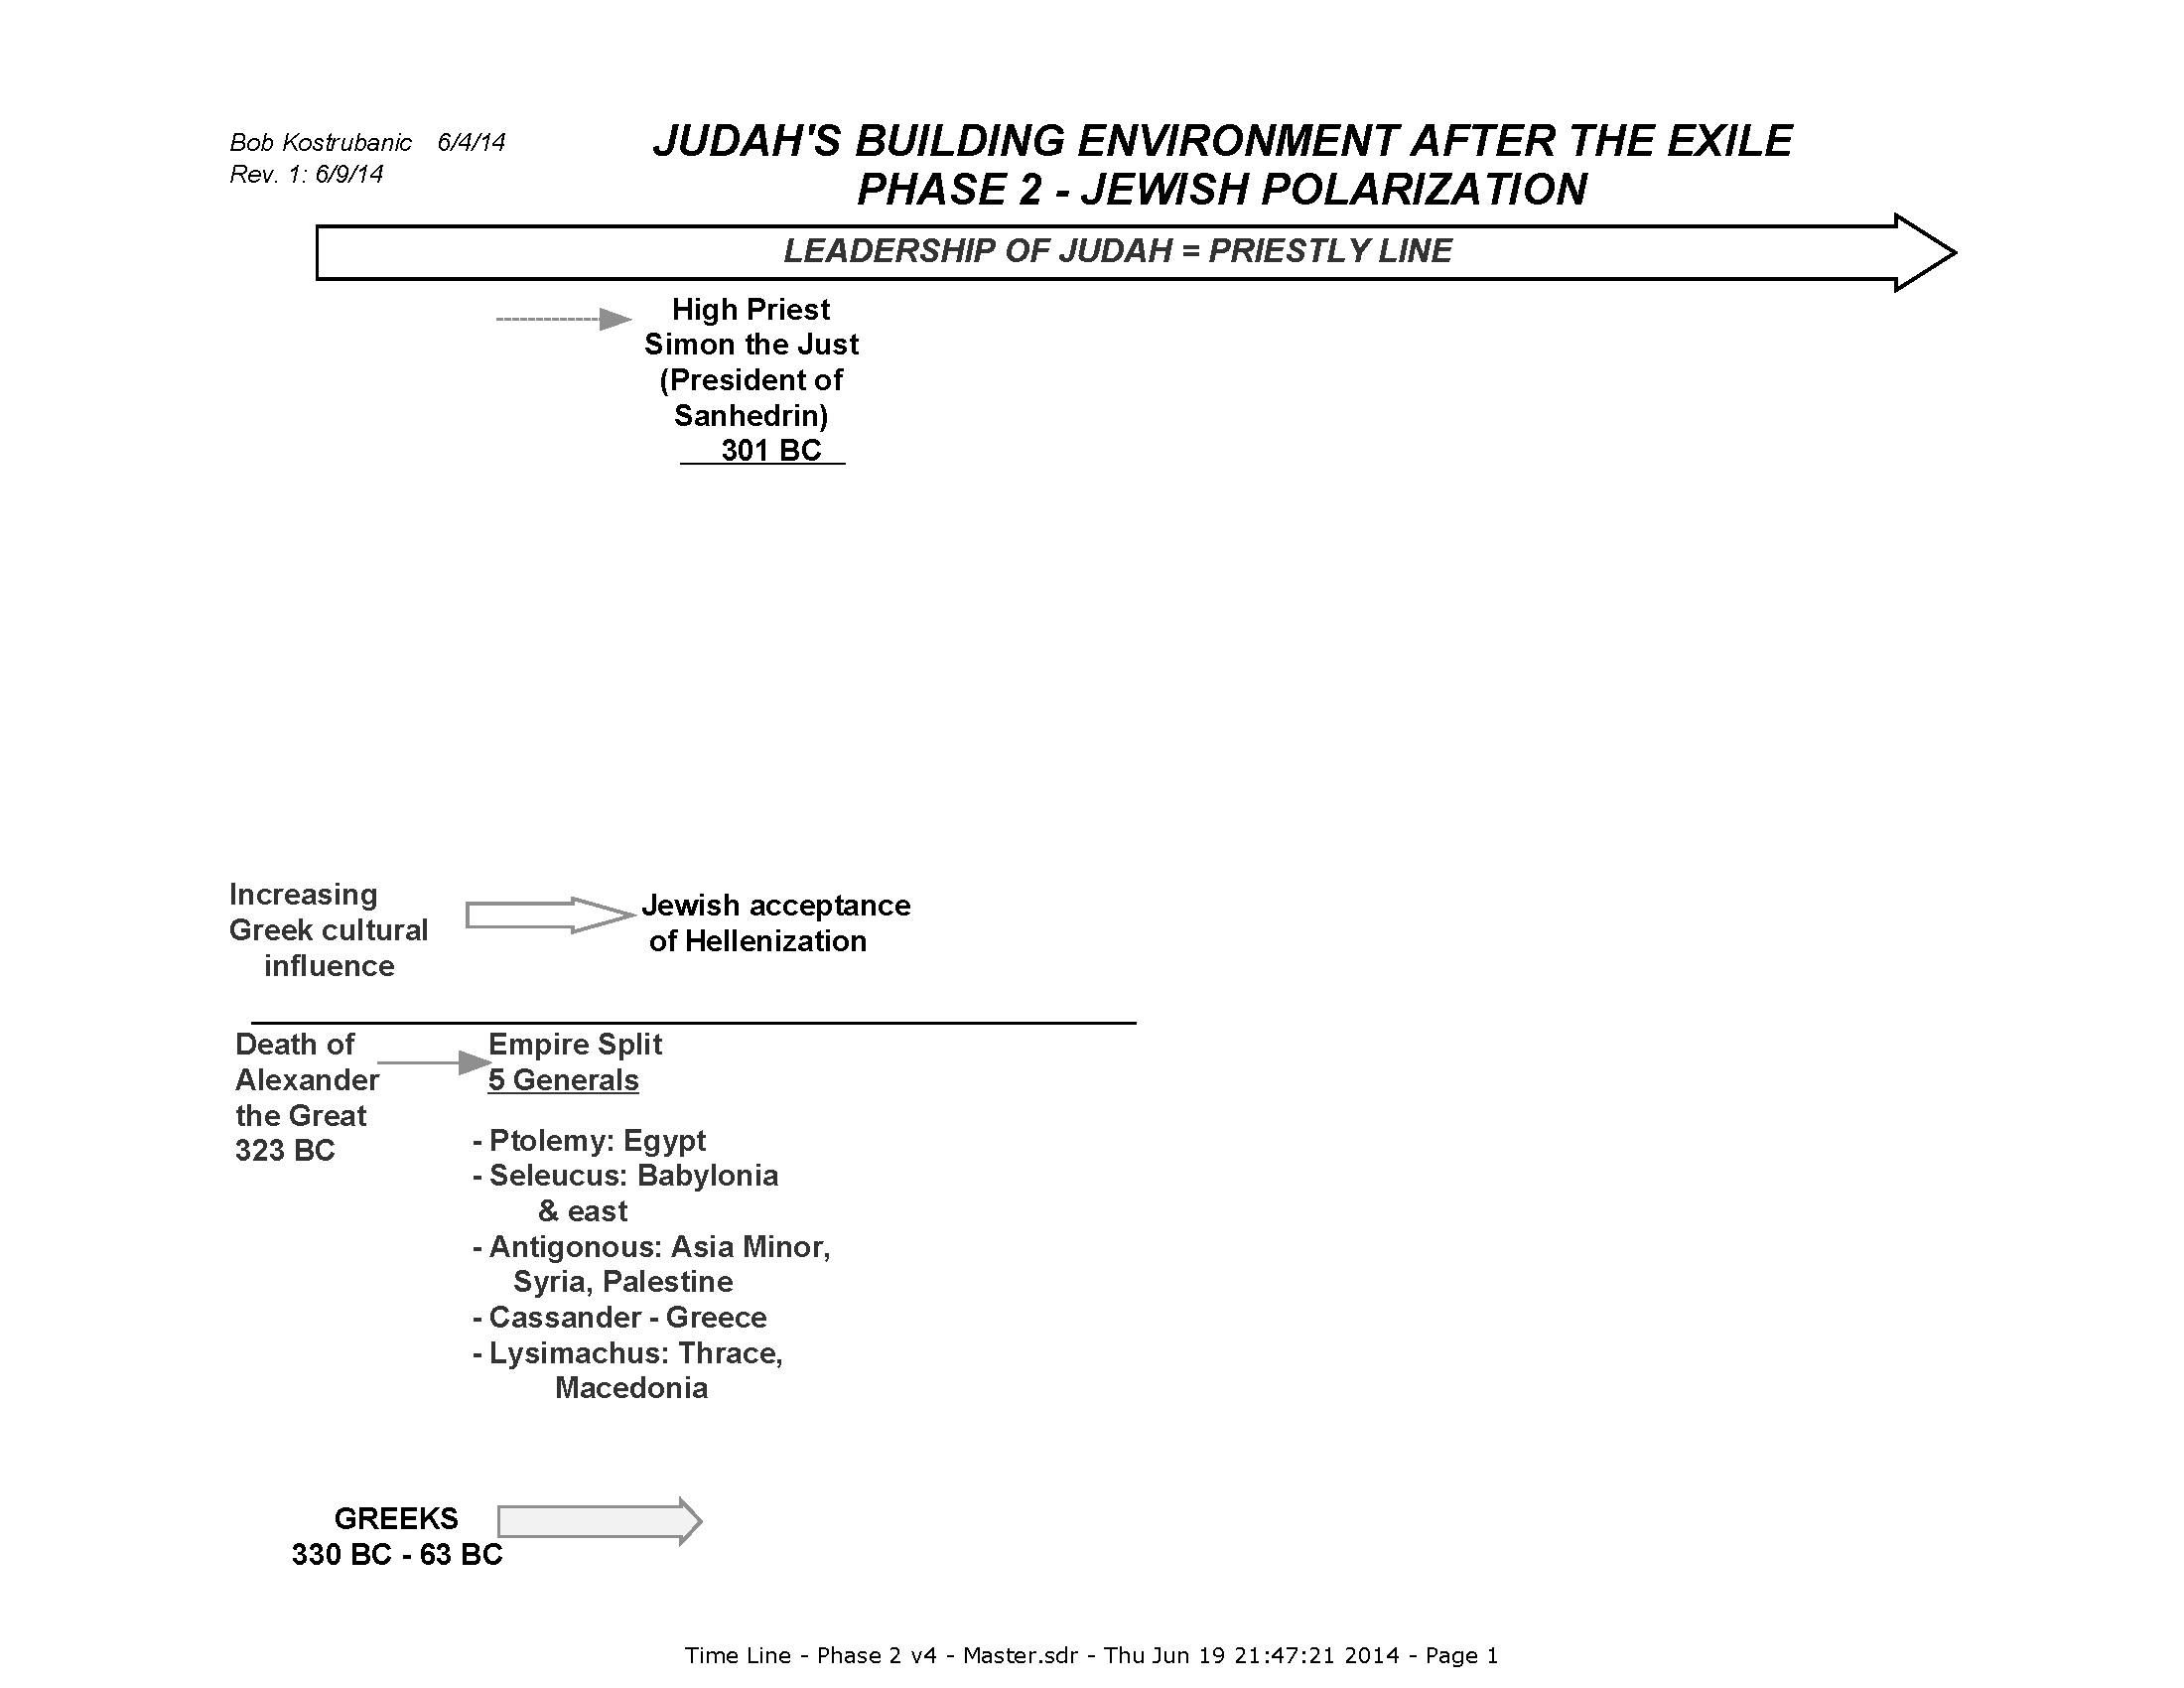 Bob Kostrubanic 6/4/14
Rev. 1: 6/9/14
JUDAH'S BUILDING ENVIRONMENT AFTER THE EXILE
PHASE 2 - JEWISH POLARIZATION
LEADERSHIP OF JUDAH = PRIESTLY LINE
High Priest
Simon the Just
(President of
Sanhedrin)
301 BC
Increasing
Greek cultural
influence
Jewish acceptance
of Hellenization
Death of
Alexander
the Great
323 BC
Empire Split
5 Generals
- Ptolemy: Egypt
- Seleucus: Babylonia
& east
- Antigonous: Asia Minor,
Syria, Palestine
- Cassander - Greece
- Lysimachus: Thrace,
Macedonia
GREEKS
330 BC - 63 BC
Time Line - Phase 2 v4 - Master.sdr - Thu Jun 19 21:47:21 2014 - Page 1